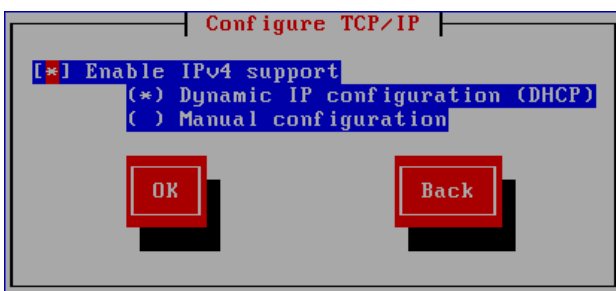 Configure TCP/IP
[*] Enable IPv4 support
(*) Dynamic IP configuration (DHCP)
( ) Manual configuration
OK
Back